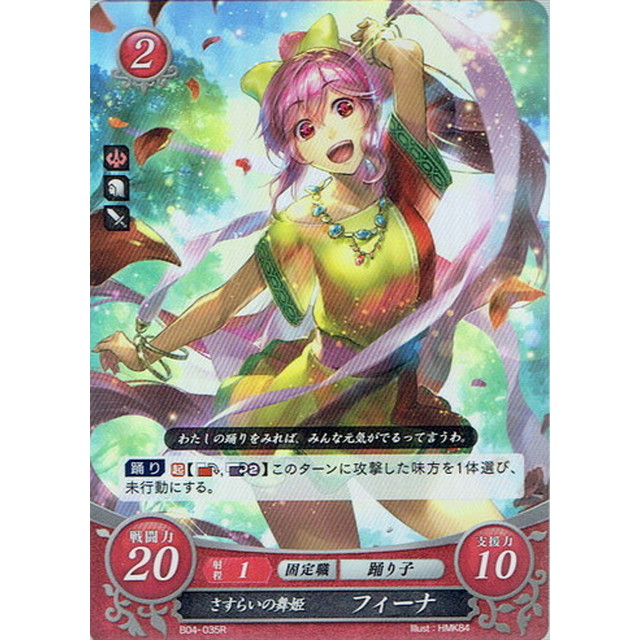 2
わたしの踊りをみれば、みんな元気がでるって言うわ。
踊り 起【 , 2】このターンに攻撃した味方を1体選び、
未行動にする。
戦闘力 20
射程 1 固定職 踊り子
支援力 10
さすらいの舞姫 フィーナ
B04-035R Illust : HMK84